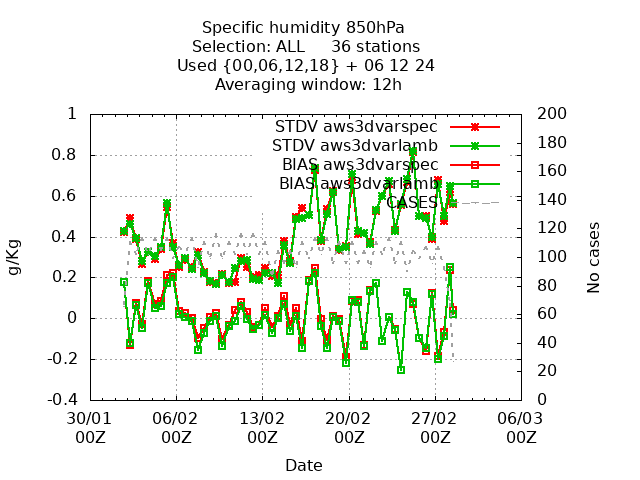 Specific humidity 850hPa
Selection: ALL 36 stations
Used {00,06,12,18} + 06 12 24
Averaging window: 12h
STDV aws3dvarspec
STDV aws3dvarlamb
BIAS aws3dvarspec
BIAS aws3dvarlamb
CASES
g/Kg
1
0.8
0.6
0.4
0.2
0
-0.2
-0.4
No cases
200
180
160
140
120
100
80
60
40
20
0
30/01 06/02 13/02 20/02 27/02 06/03
00Z 00Z 00Z 00Z 00Z 00Z
Date